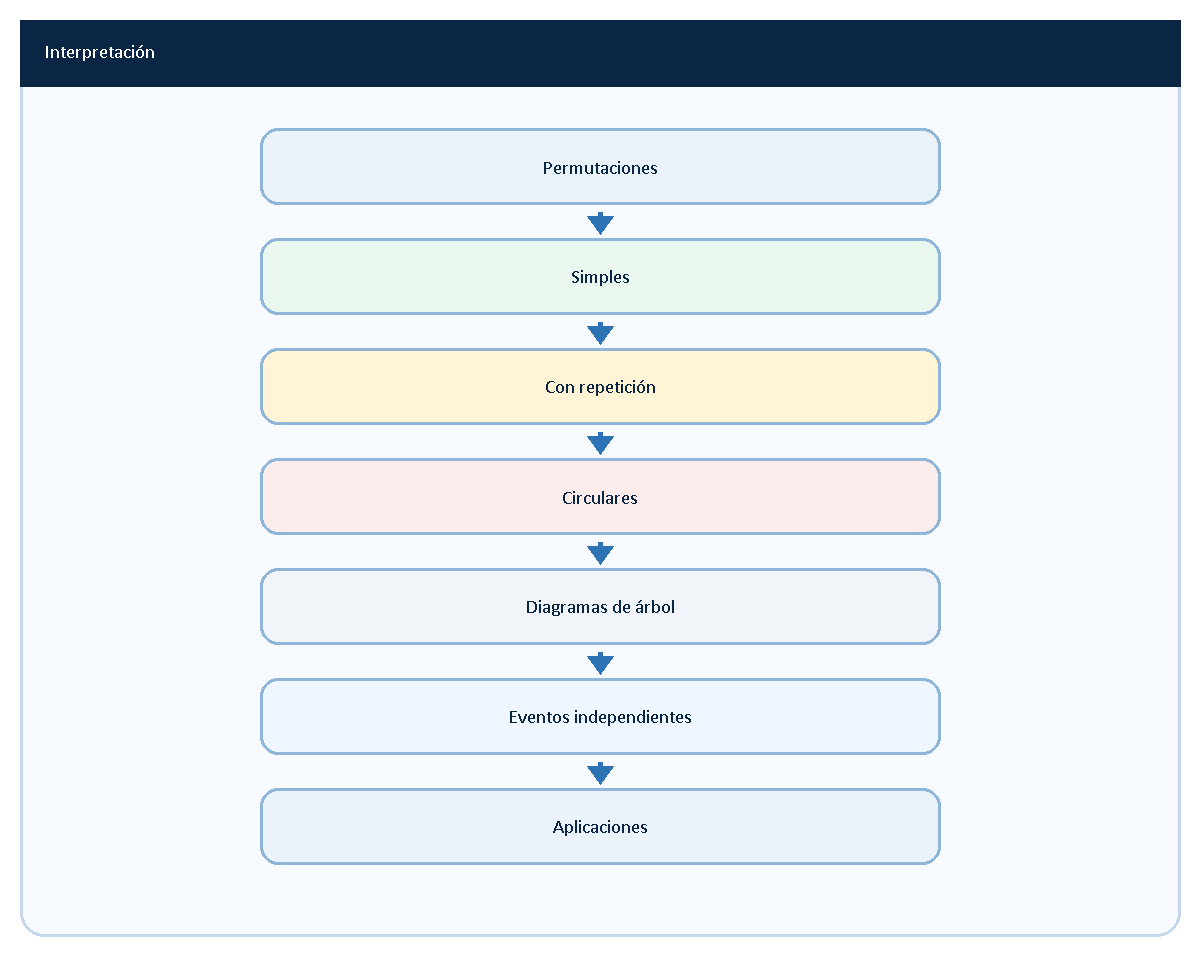 Interpretación
Permutaciones
Simples
Con repetición
Circulares
Diagramas de árbol
Eventos independientes
Aplicaciones